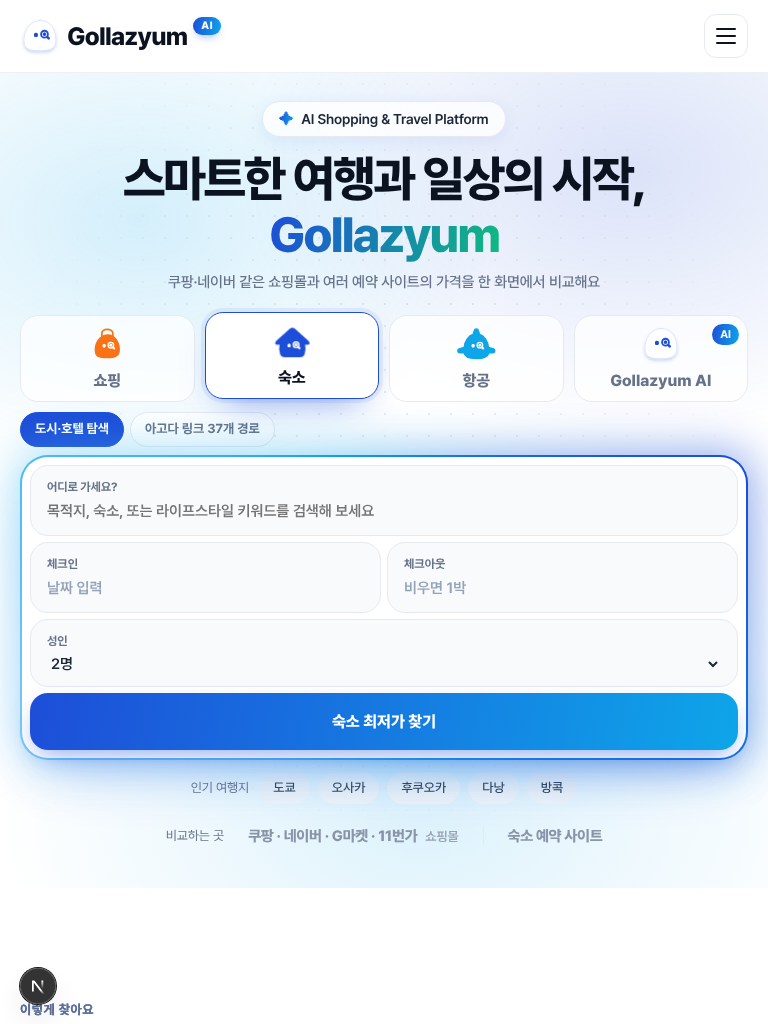 Gollazyum AI
AI Shopping & Travel Platform
스마트한 여행과 일상의 시작,
Gollazyum
쿠팡·네이버 같은 쇼핑몰과 여러 예약 사이트의 가격을 한 화면에서 비교해요
쇼핑
숙소
항공
AI
Gollazyum AI
도시·호텔 탐색
아고다 링크 37개 경로
어디로 가세요?
목적지, 숙소, 또는 라이프스타일 키워드를 검색해 보세요
체크인
날짜 입력
체크아웃
비우면 1박
성인
2명
숙소 최저가 찾기
인기 여행지 도쿄 오사카 후쿠오카 다낭 방콕
비교하는 곳 쿠팡 · 네이버 · G마켓 · 11번가 쇼핑몰 숙소 예약 사이트
N
이렇게 찾아요